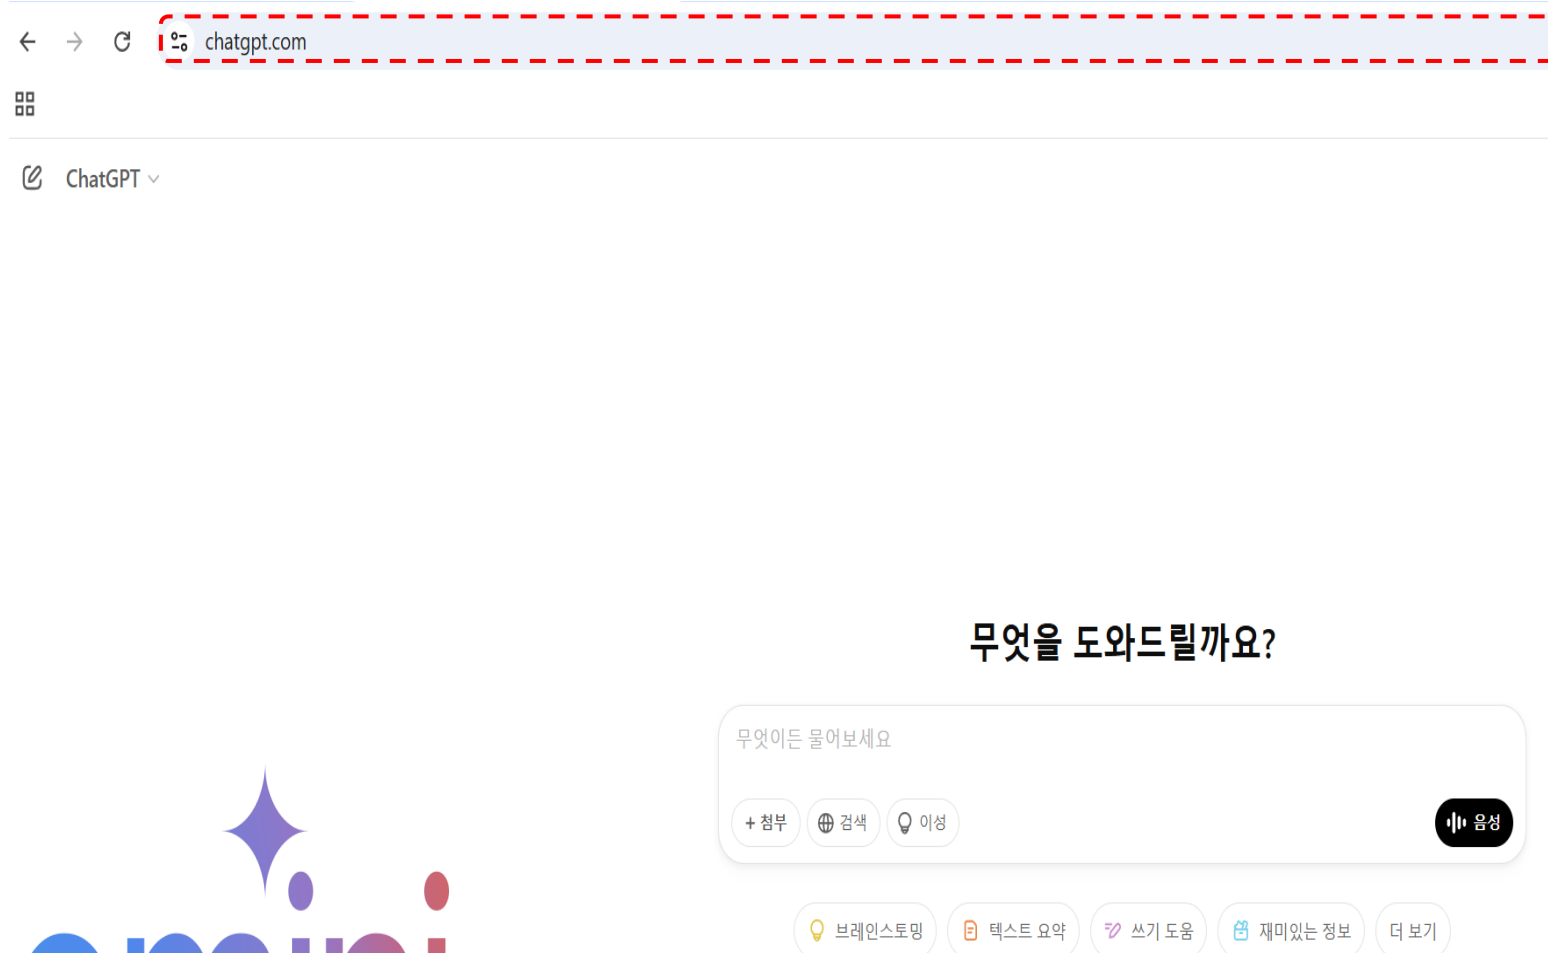 chatgpt.com
ChatGPT
무엇을 도와드릴까요?
무엇이든 물어보세요
+ 첨부 검색 이성 음성
브레인스토밍 텍스트 요약 쓰기 도움 재미있는 정보 더 보기